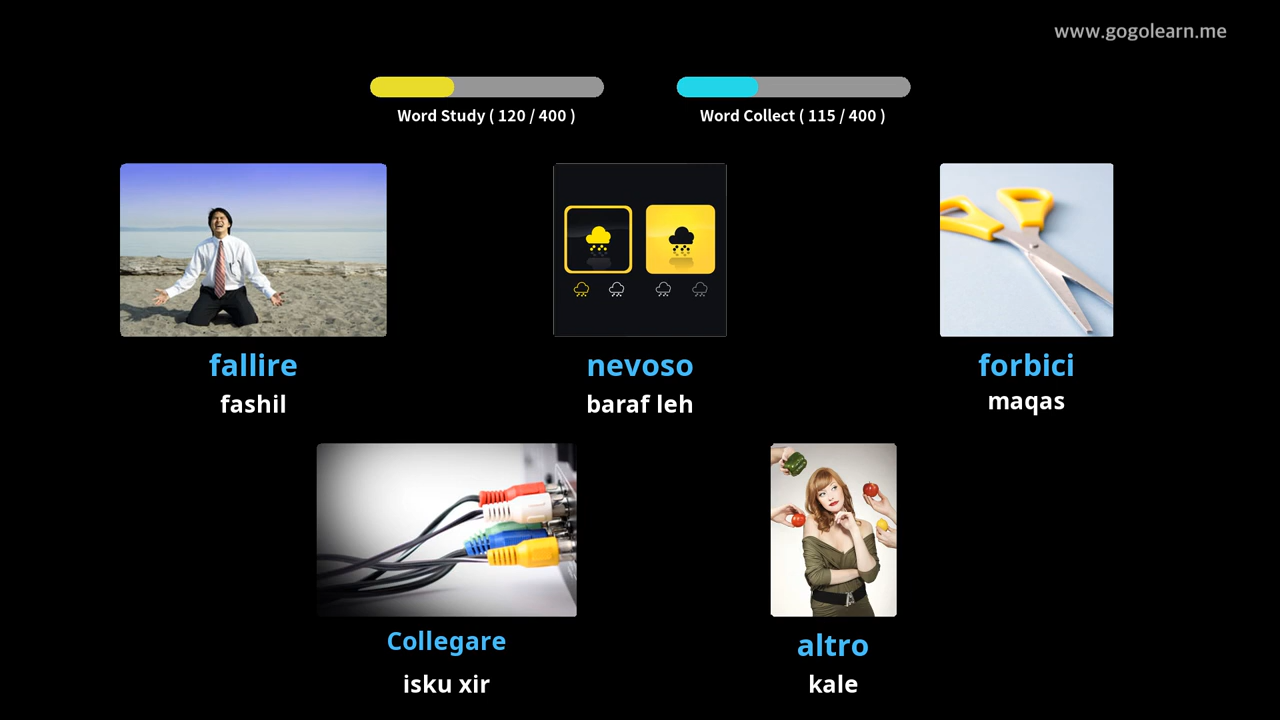 www.gogolearn.me
Word Study ( 120 / 400 )
Word Collect ( 115 / 400 )
fallire
fashil
nevoso
baraf leh
forbici
maqas
Collegare
isku xir
altro
kale